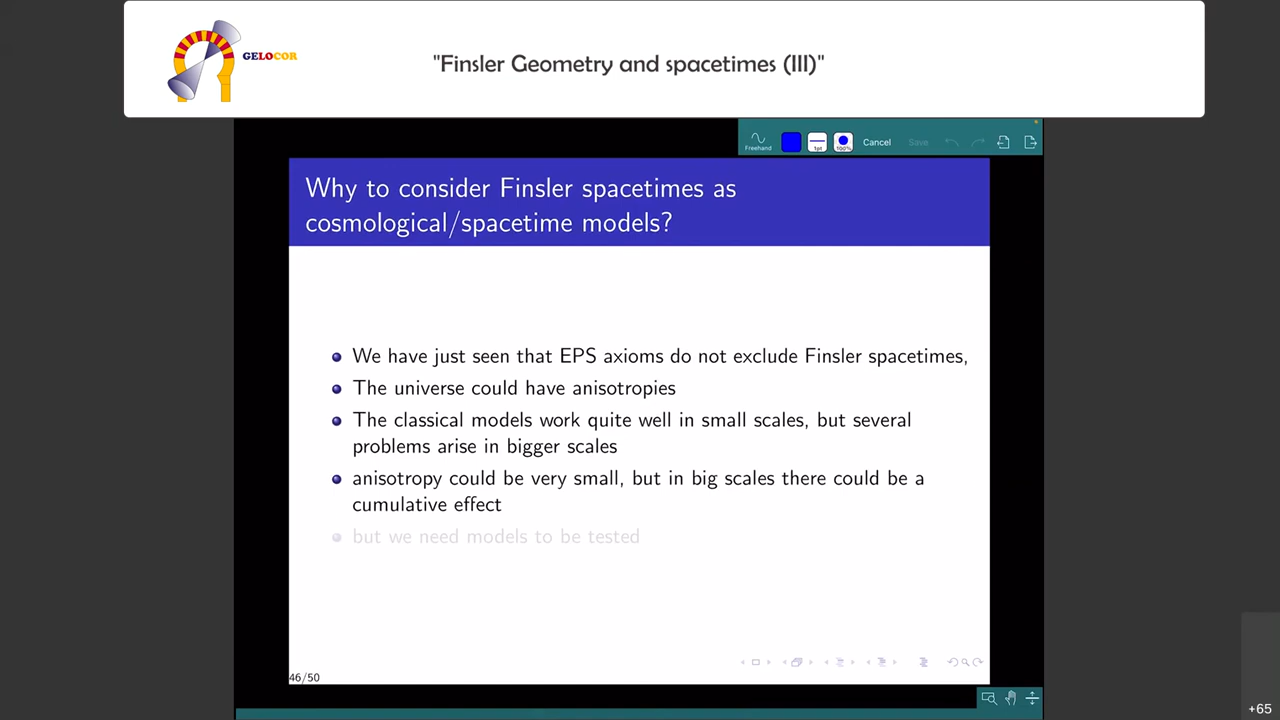 GELOCOR
"Finsler Geometry and spacetimes (III)"
Freehand
1pt
100%
Cancel
Save
Why to consider Finsler spacetimes as
cosmological/spacetime models?
We have just seen that EPS axioms do not exclude Finsler spacetimes,
The universe could have anisotropies
The classical models work quite well in small scales, but several
problems arise in bigger scales
anisotropy could be very small, but in big scales there could be a
cumulative effect
but we need models to be tested
46/50
+65